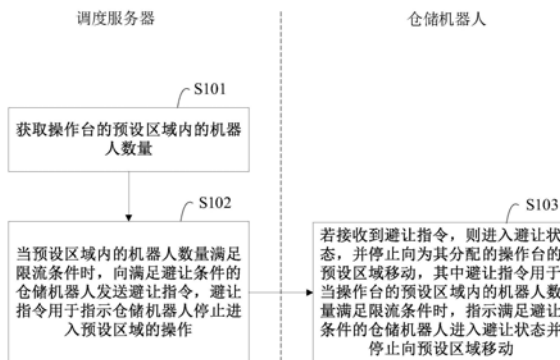 调度服务器
仓储机器人
S101
获取操作台的预设区域内的机器
人数量
S102
当预设区域内的机器人数量满足
限流条件时，向满足避让条件的
仓储机器人发送避让指令，避让
指令用于指示仓储机器人停止进
入预设区域的操作
S103
若接收到避让指令，则进入避让状
态，并停止向为其分配的操作台的
预设区域移动，其中避让指令用于
当操作台的预设区域内的机器人数
量满足限流条件时，指示满足避让
条件的仓储机器人进入避让状态并
停止向预设区域移动